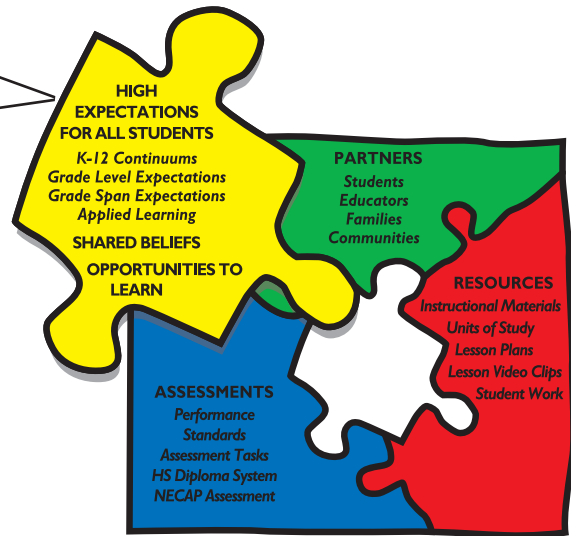 HIGH
EXPECTATIONS
FOR ALL STUDENTS
K-12 Continuums
Grade Level Expectations
Grade Span Expectations
Applied Learning
SHARED BELIEFS
OPPORTUNITIES TO
LEARN
PARTNERS
Students
Educators
Families
Communities
RESOURCES
Instructional Materials
Units of Study
Lesson Plans
Lesson Video Clips
Student Work
ASSESSMENTS
Performance
Standards
Assessment Tasks
HS Diploma System
NECAP Assessment